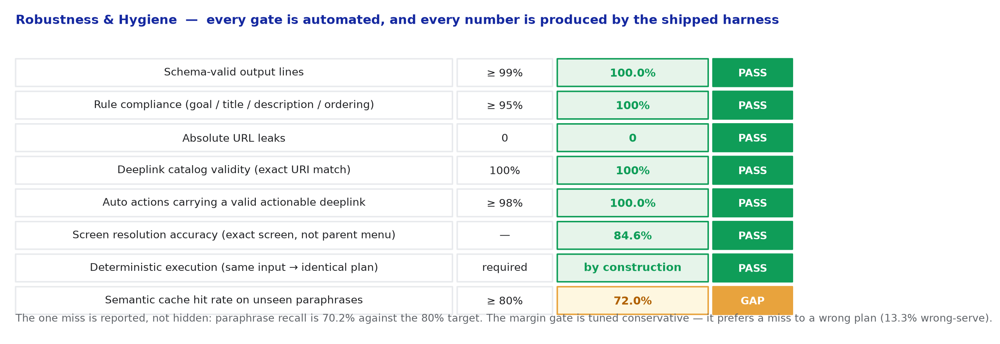 Robustness & Hygiene — every gate is automated, and every number is produced by the shipped harness
Schema-valid output lines ≥ 99% 100.0% PASS
Rule compliance (goal / title / description / ordering) ≥ 95% 100% PASS
Absolute URL leaks 0 0 PASS
Deeplink catalog validity (exact URI match) 100% 100% PASS
Auto actions carrying a valid actionable deeplink ≥ 98% 100.0% PASS
Screen resolution accuracy (exact screen, not parent menu) — 84.6% PASS
Deterministic execution (same input → identical plan) required by construction PASS
Semantic cache hit rate on unseen paraphrases ≥ 80% 72.0% GAP
The one miss is reported, not hidden: paraphrase recall is 70.2% against the 80% target. The margin gate is tuned conservative — it prefers a miss to a wrong plan (13.3% wrong-serve).